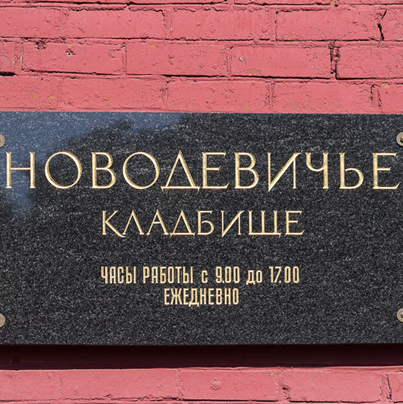 НОВОДЕВИЧЬЕ
КЛАДБИЩЕ
ЧАСЫ РАБОТЫ с 9.00 до 17.00
ЕЖЕДНЕВНО